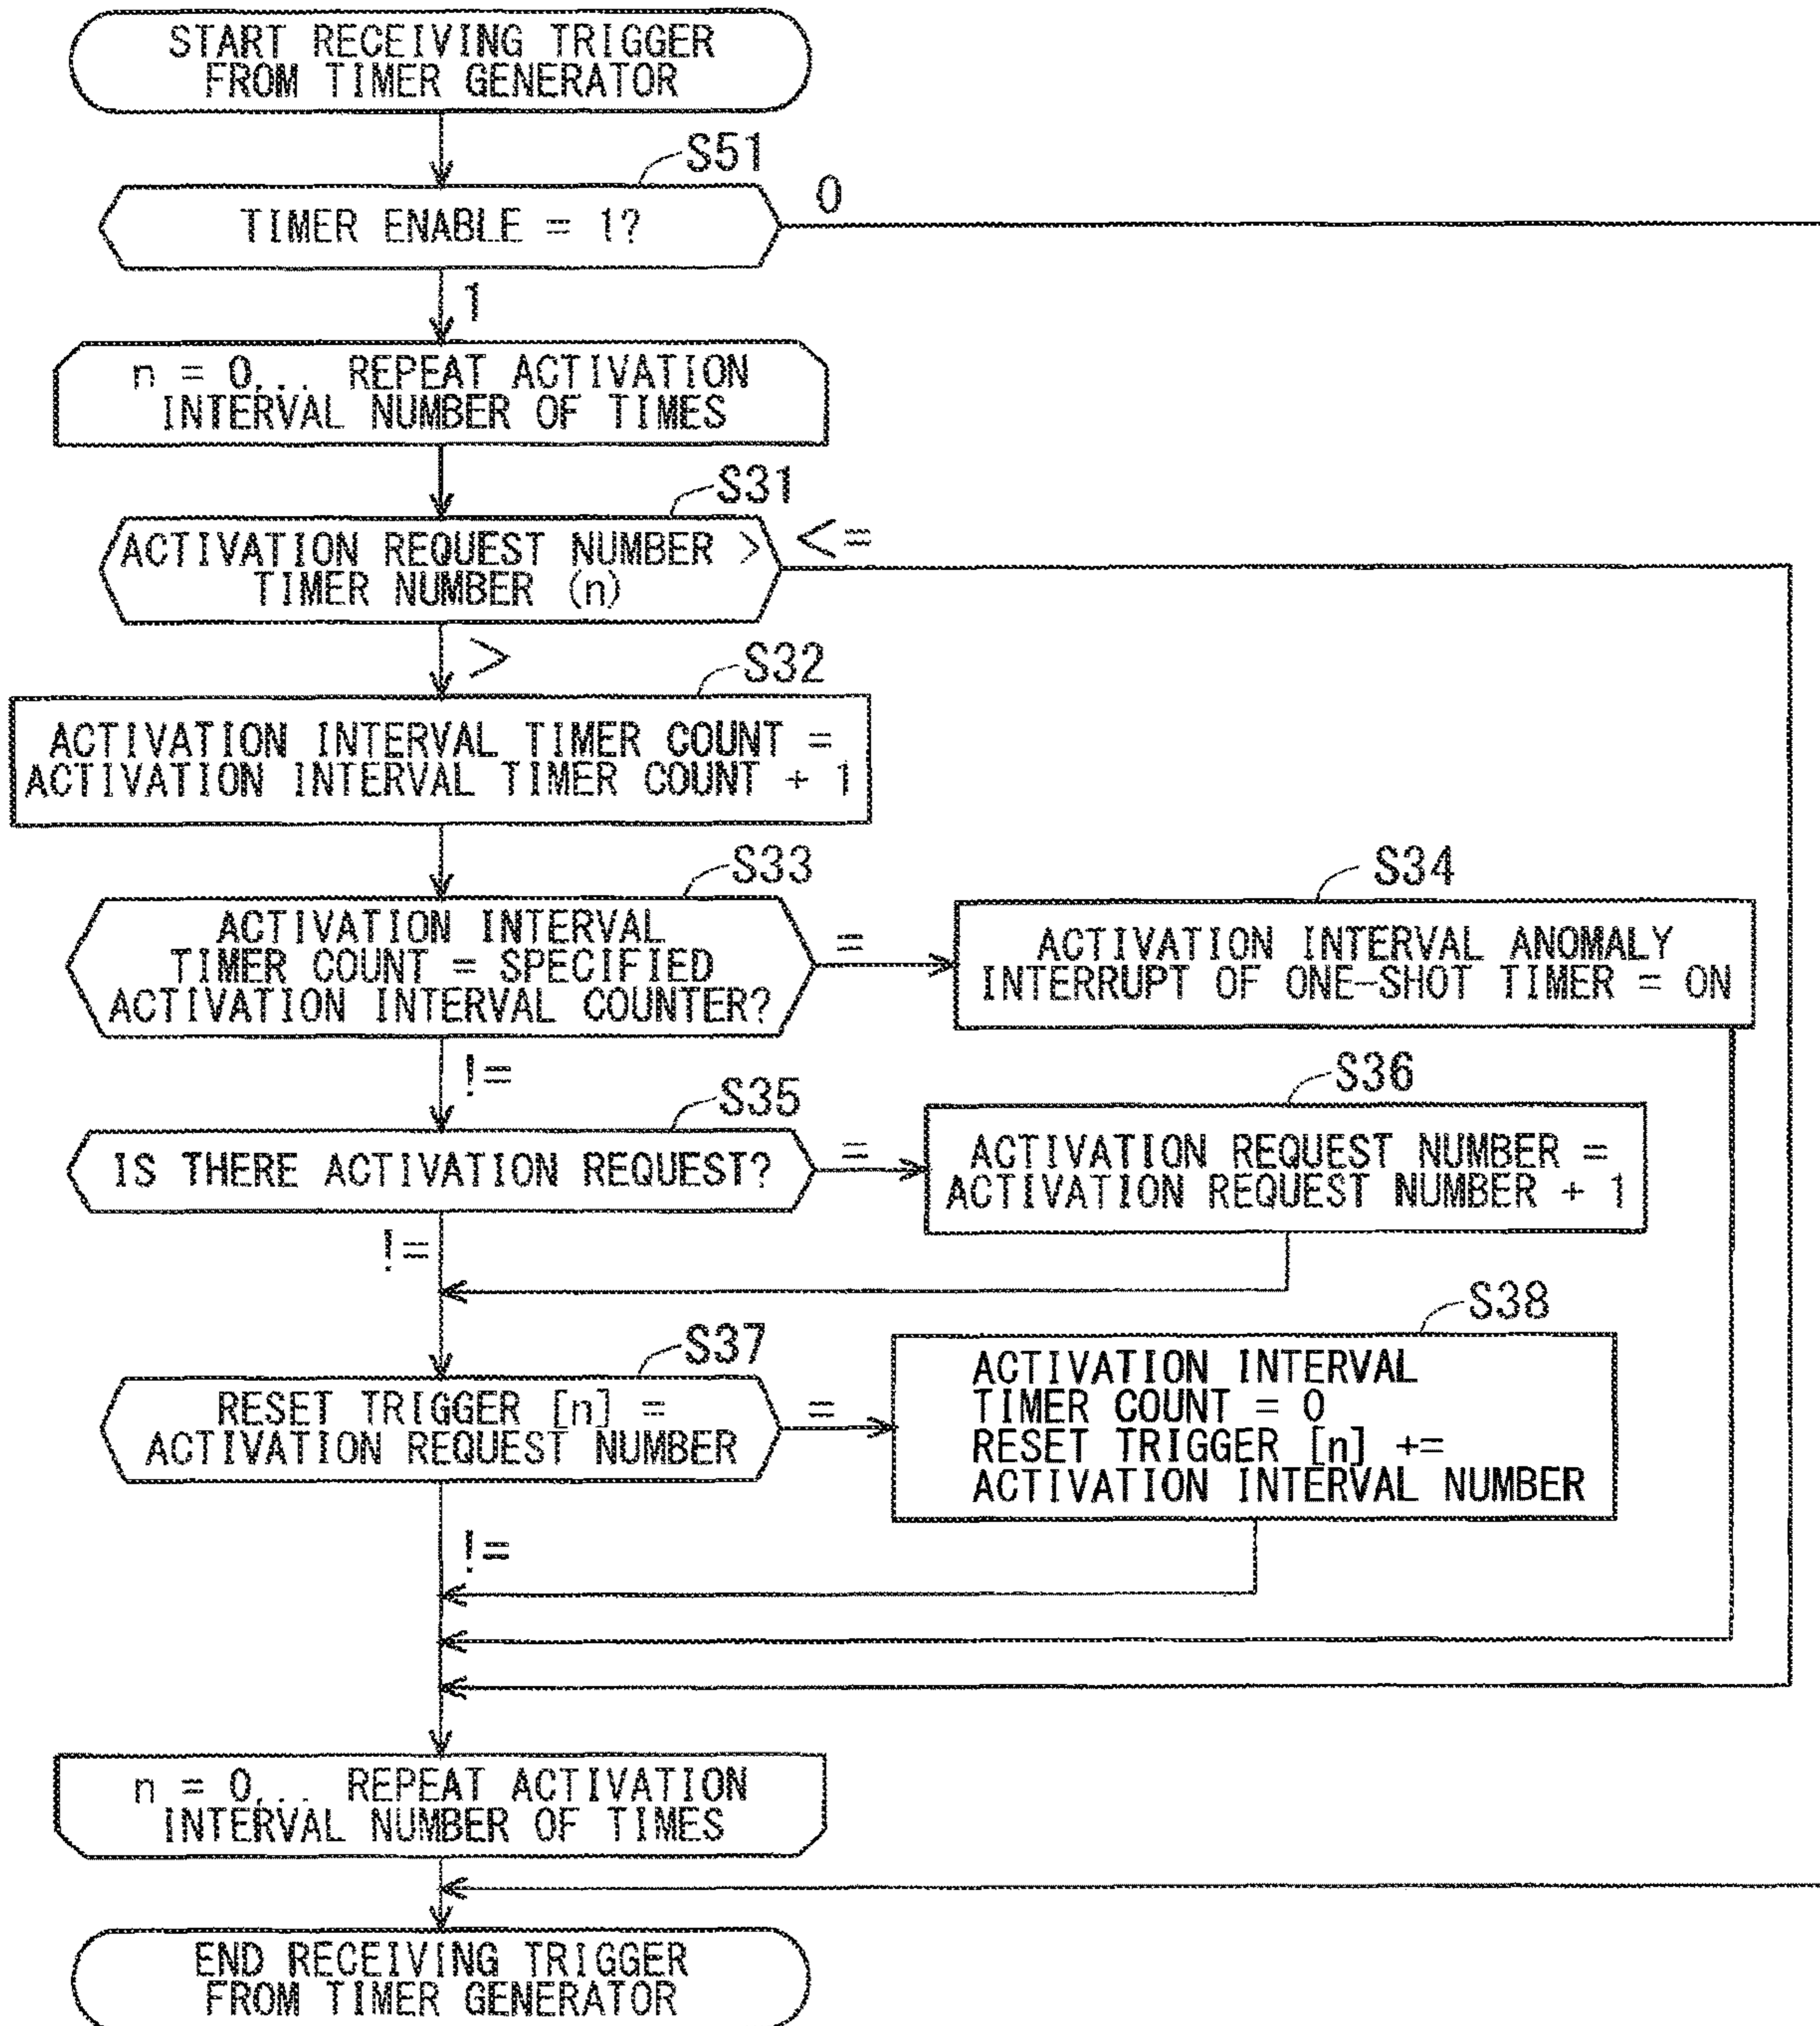 START RECEIVING TRIGGER
FROM TIMER GENERATOR
S51
TIMER ENABLE = 1?
0
1
n = 0... REPEAT ACTIVATION
INTERVAL NUMBER OF TIMES
S31
ACTIVATION REQUEST NUMBER >
TIMER NUMBER (n)
<=
>
S32
ACTIVATION INTERVAL TIMER COUNT =
ACTIVATION INTERVAL TIMER COUNT + 1
S33
ACTIVATION INTERVAL
TIMER COUNT = SPECIFIED
ACTIVATION INTERVAL COUNTER?
=
S34
ACTIVATION INTERVAL ANOMALY
INTERRUPT OF ONE-SHOT TIMER = ON
!=
S35
IS THERE ACTIVATION REQUEST?
=
S36
ACTIVATION REQUEST NUMBER =
ACTIVATION REQUEST NUMBER + 1
!=
S37
RESET TRIGGER [n] =
ACTIVATION REQUEST NUMBER
=
S38
ACTIVATION INTERVAL
TIMER COUNT = 0
RESET TRIGGER [n] +=
ACTIVATION INTERVAL NUMBER
!=
n = 0... REPEAT ACTIVATION
INTERVAL NUMBER OF TIMES
END RECEIVING TRIGGER
FROM TIMER GENERATOR